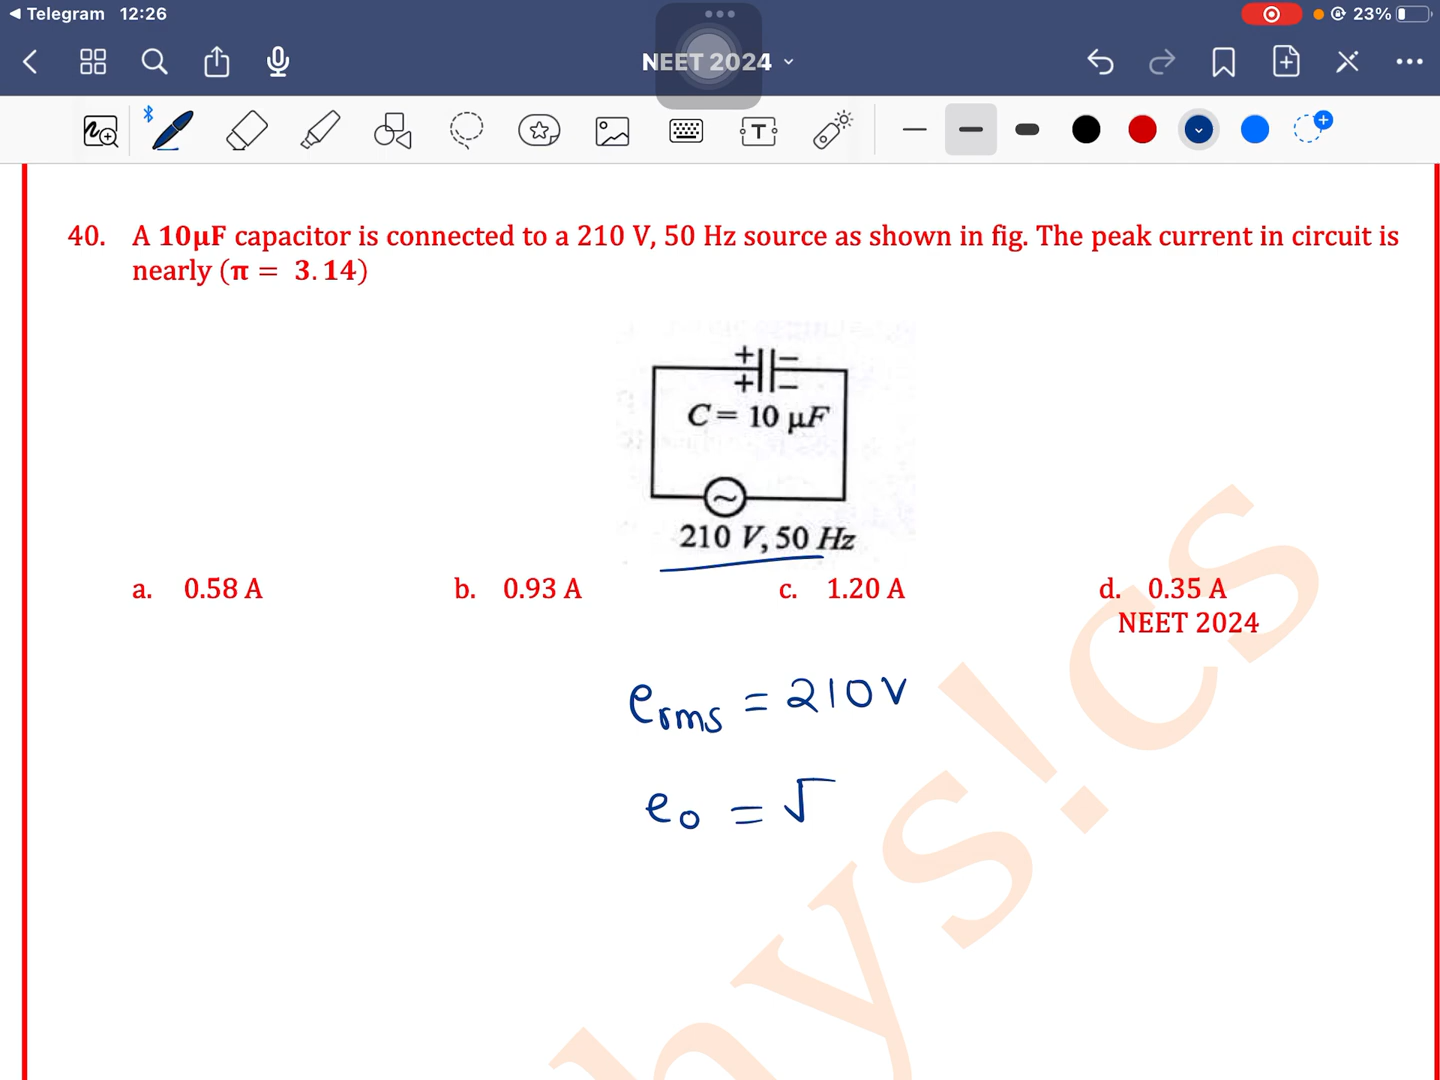 Telegram 12:26
23%
NEET 2024
T
40. A 10μF capacitor is connected to a 210 V, 50 Hz source as shown in fig. The peak current in circuit is
nearly (π = 3.14)
C = 10 μF
210 V, 50 Hz
a. 0.58 A b. 0.93 A c. 1.20 A d. 0.35 A
NEET 2024
erms = 210V
e0 = √
hys!cs